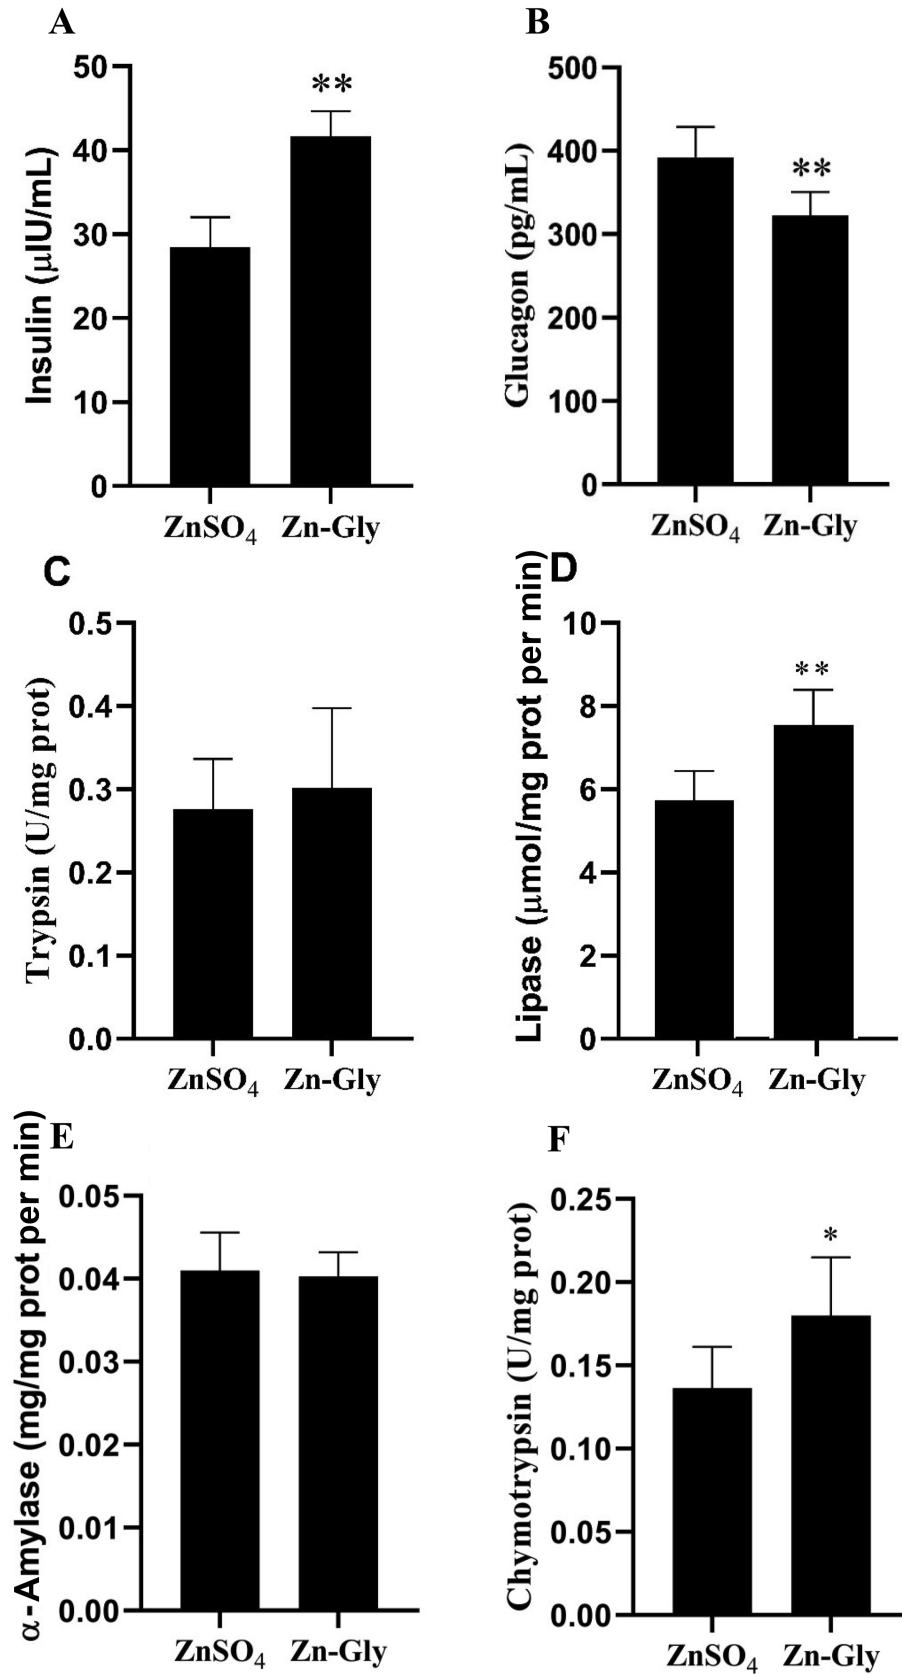 A
Insulin (μIU/mL)
50
40
30
20
10
0
**
ZnSO4 Zn-Gly
B
Glucagon (pg/mL)
500
400
300
200
100
0
**
ZnSO4 Zn-Gly
C
Trypsin (U/mg prot)
0.5
0.4
0.3
0.2
0.1
0.0
ZnSO4 Zn-Gly
D
Lipase (μmol/mg prot per min)
10
8
6
4
2
0
**
ZnSO4 Zn-Gly
E
α-Amylase (mg/mg prot per min)
0.05
0.04
0.03
0.02
0.01
0.00
ZnSO4 Zn-Gly
F
Chymotrypsin (U/mg prot)
0.25
0.20
0.15
0.10
0.05
0.00
*
ZnSO4 Zn-Gly